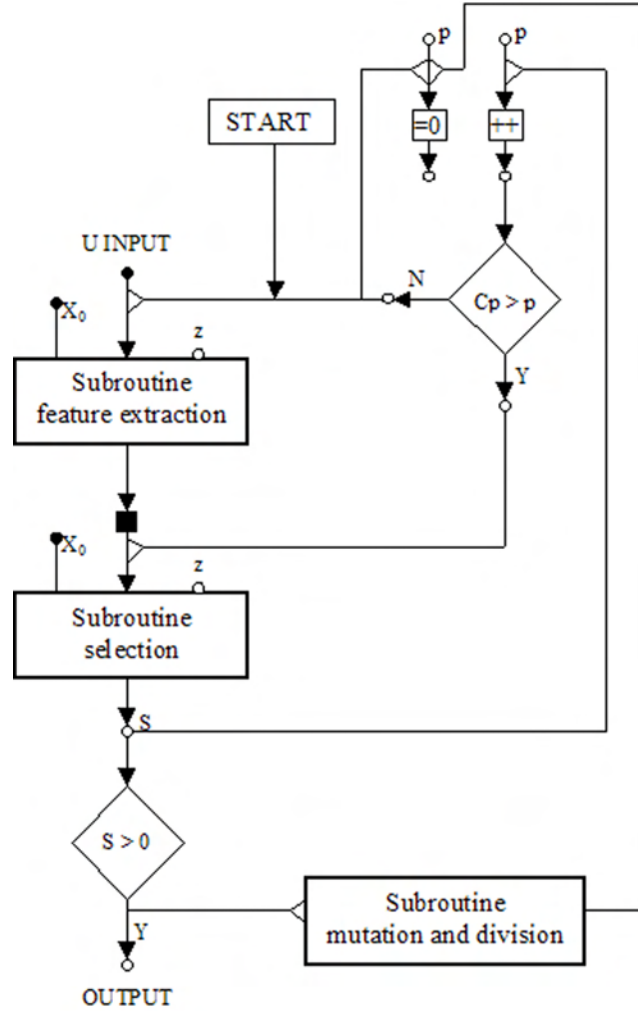 p
p
=0
++
START
U INPUT
N
Cp > p
X₀
z
Y
Subroutine
feature extraction
X₀
z
Subroutine
selection
S
S > 0
Subroutine
mutation and division
Y
OUTPUT